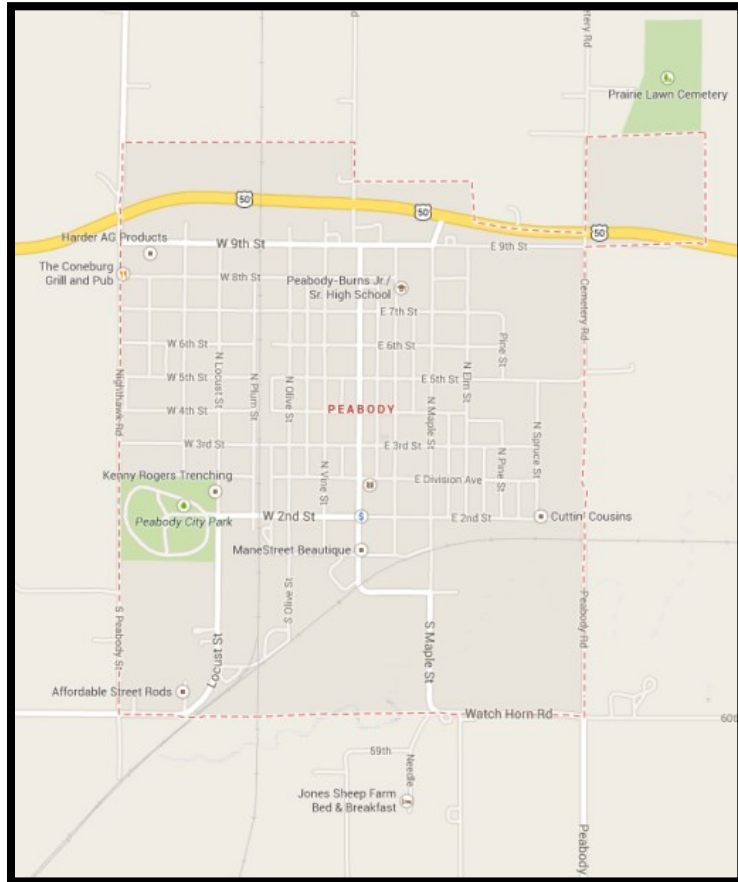 etery Rd
Prairie Lawn Cemetery
50
50
50
Harder AG Products
W 9th St
E 9th St
The Coneburg
Grill and Pub
W 8th St
Peabody-Burns Jr./
Sr. High School
Cemetery Rd
E 7th St
Pine St
W 6th St
E 6th St
N Locust St
N Plum St
N Olive St
N Elm St
W 5th St
E 5th St
Nighthawk Rd
W 4th St
PEABODY
N Maple St
N Spruce St
W 3rd St
E 3rd St
N Pine St
N Vine St
Kenny Rogers Trenching
E Division Ave
Peabody City Park
W 2nd St
$
E 2nd St
Cuttin' Cousins
ManeStreet Beautique
S Olive St
S Peabody St
Locust St
S Maple St
Peabody Rd
Affordable Street Rods
Watch Horn Rd
60th
59th
Needle
Jones Sheep Farm
Bed & Breakfast
Peabody